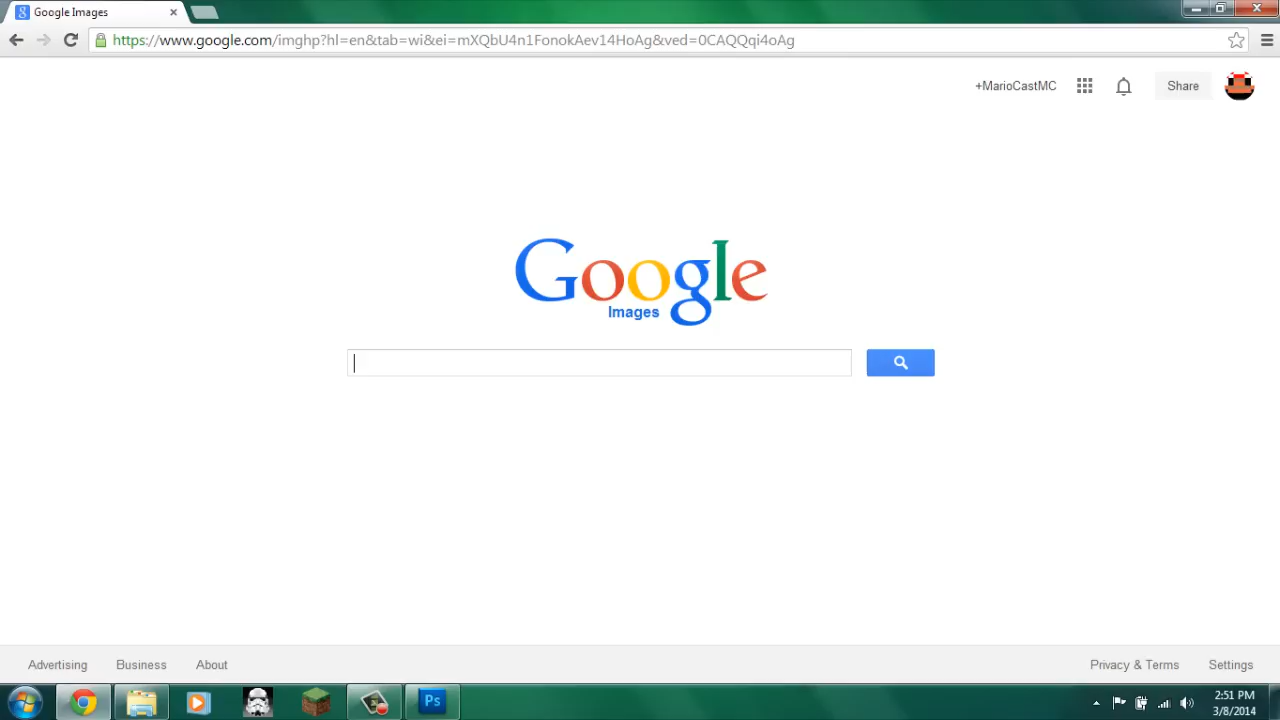 Google Images
https://www.google.com/imghp?hl=en&tab=wi&ei=mXQbU4n1FonokAev14HoAg&ved=0CAQQqi4oAg
+MarioCastMC
Share
Google
Images
Advertising
Business
About
Privacy & Terms
Settings
Ps
2:51 PM
3/8/2014